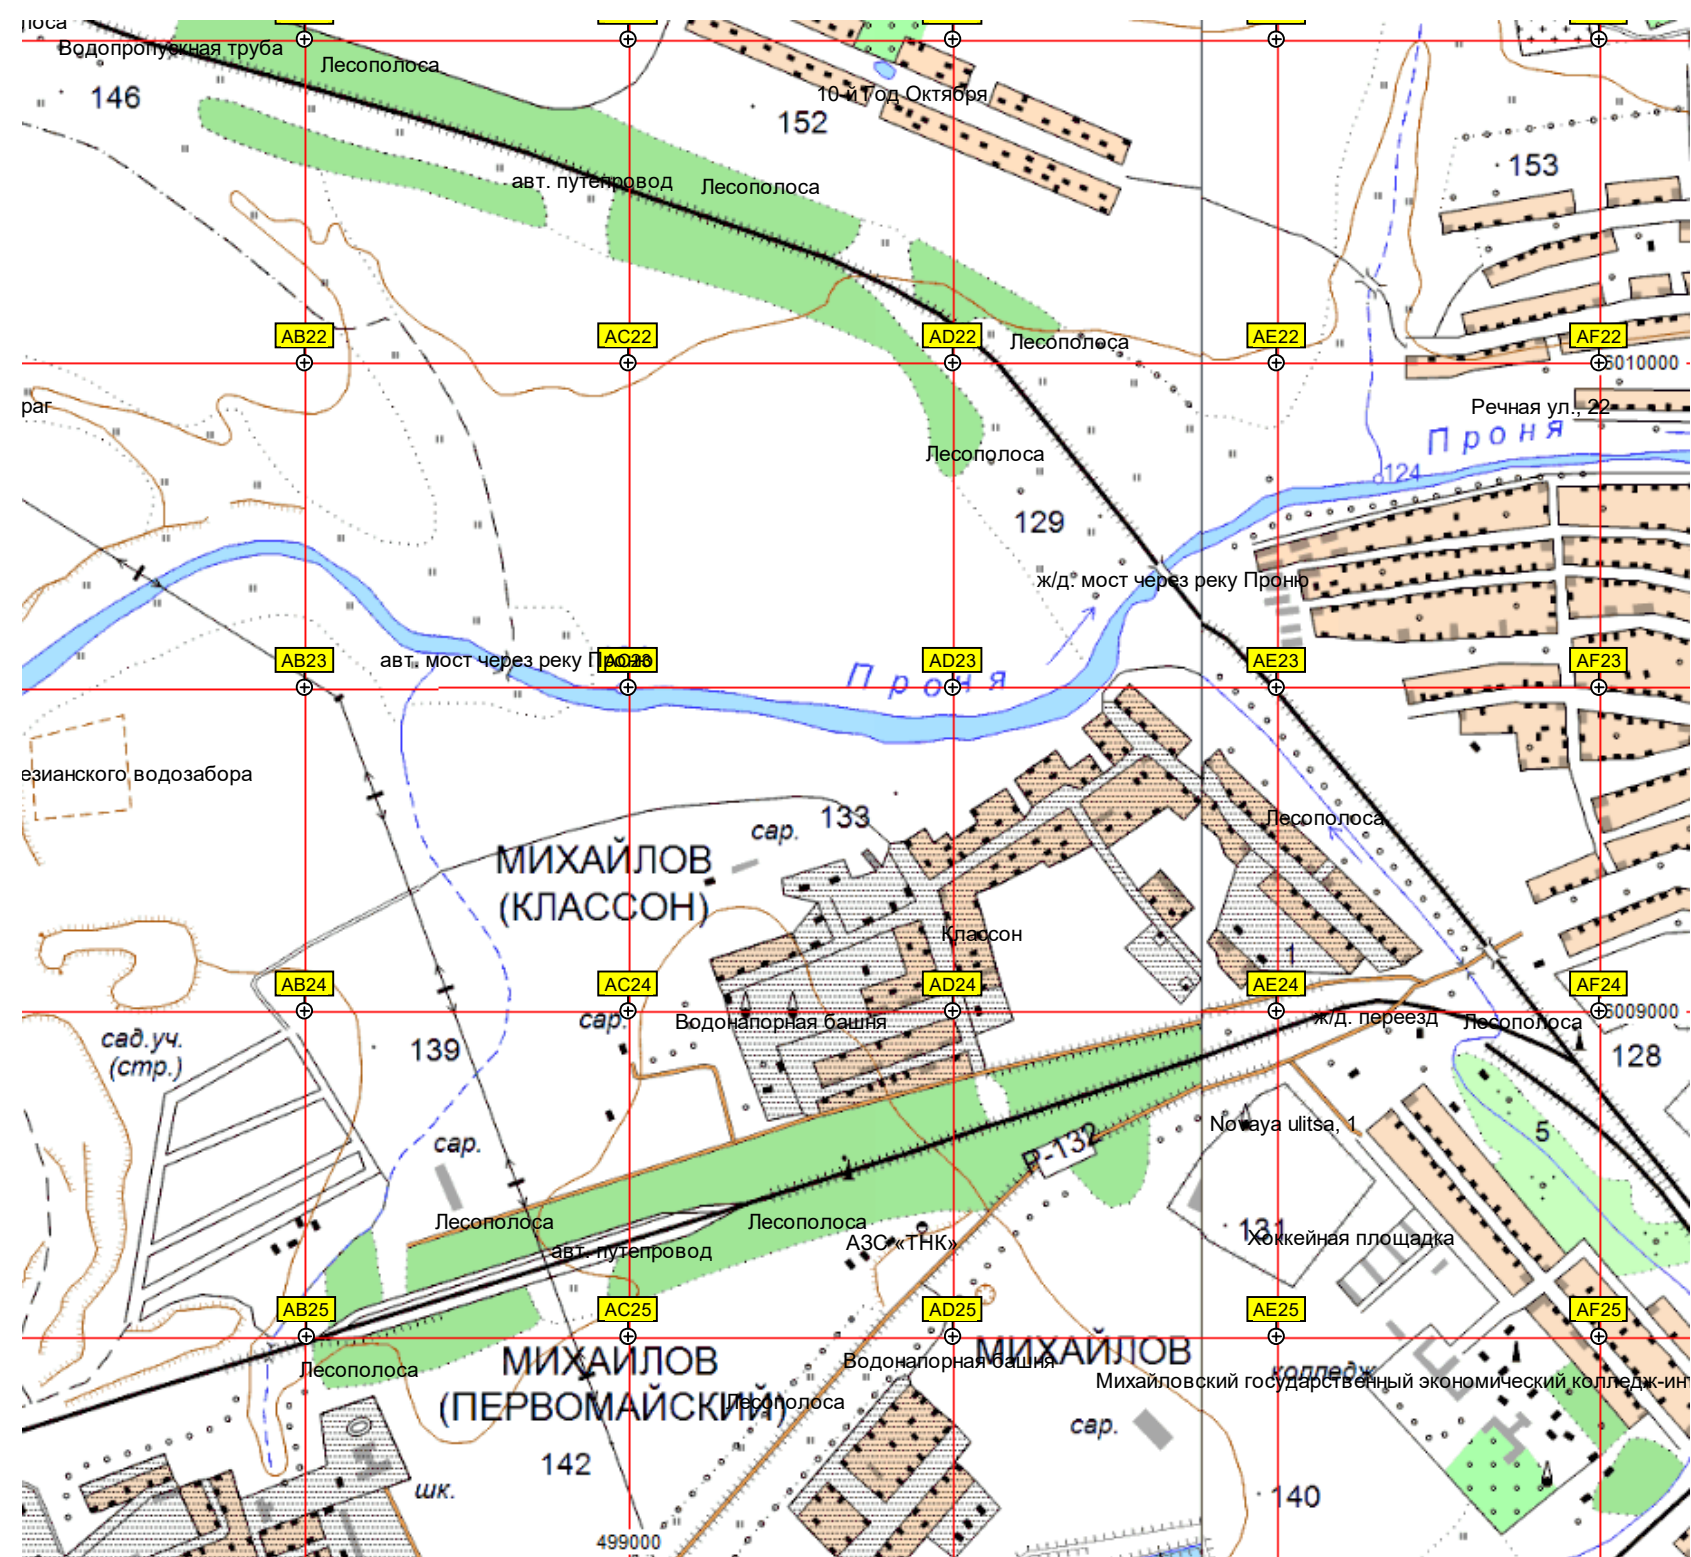 лоса
Водопропускная труба
Лесополоса
146
10-й Год Октября
152
153
авт. путепровод
Лесополоса
AB22
AC22
AD22
AE22
AF22
Лесополоса
6010000
раг
Речная ул., 22
Проня
Лесополоса
124
129
ж/д. мост через реку Проню
AB23
авт. мост через реку Проню
AC23
AD23
AE23
AF23
Проня
езианского водозабора
133
сар.
Лесополоса
МИХАЙЛОВ
(КЛАССОН)
Классон
1
AB24
AC24
AD24
AE24
AF24
сар.
Водонапорная башня
ж/д. переезд
Лесополоса
6009000
сад.уч.
(стр.)
139
128
Novaya ulitsa, 1
5
сар.
Р-132
Лесополоса
Лесополоса
131
авт. путепровод
АЗС «ТНК»
Хоккейная площадка
AB25
AC25
AD25
AE25
AF25
МИХАЙЛОВ
(ПЕРВОМАЙСКИЙ)
Лесополоса
Водонапорная башня
МИХАЙЛОВ
колледж
Михайловский государственный экономический колледж-инт
Лесополоса
сар.
142
шк.
140
499000